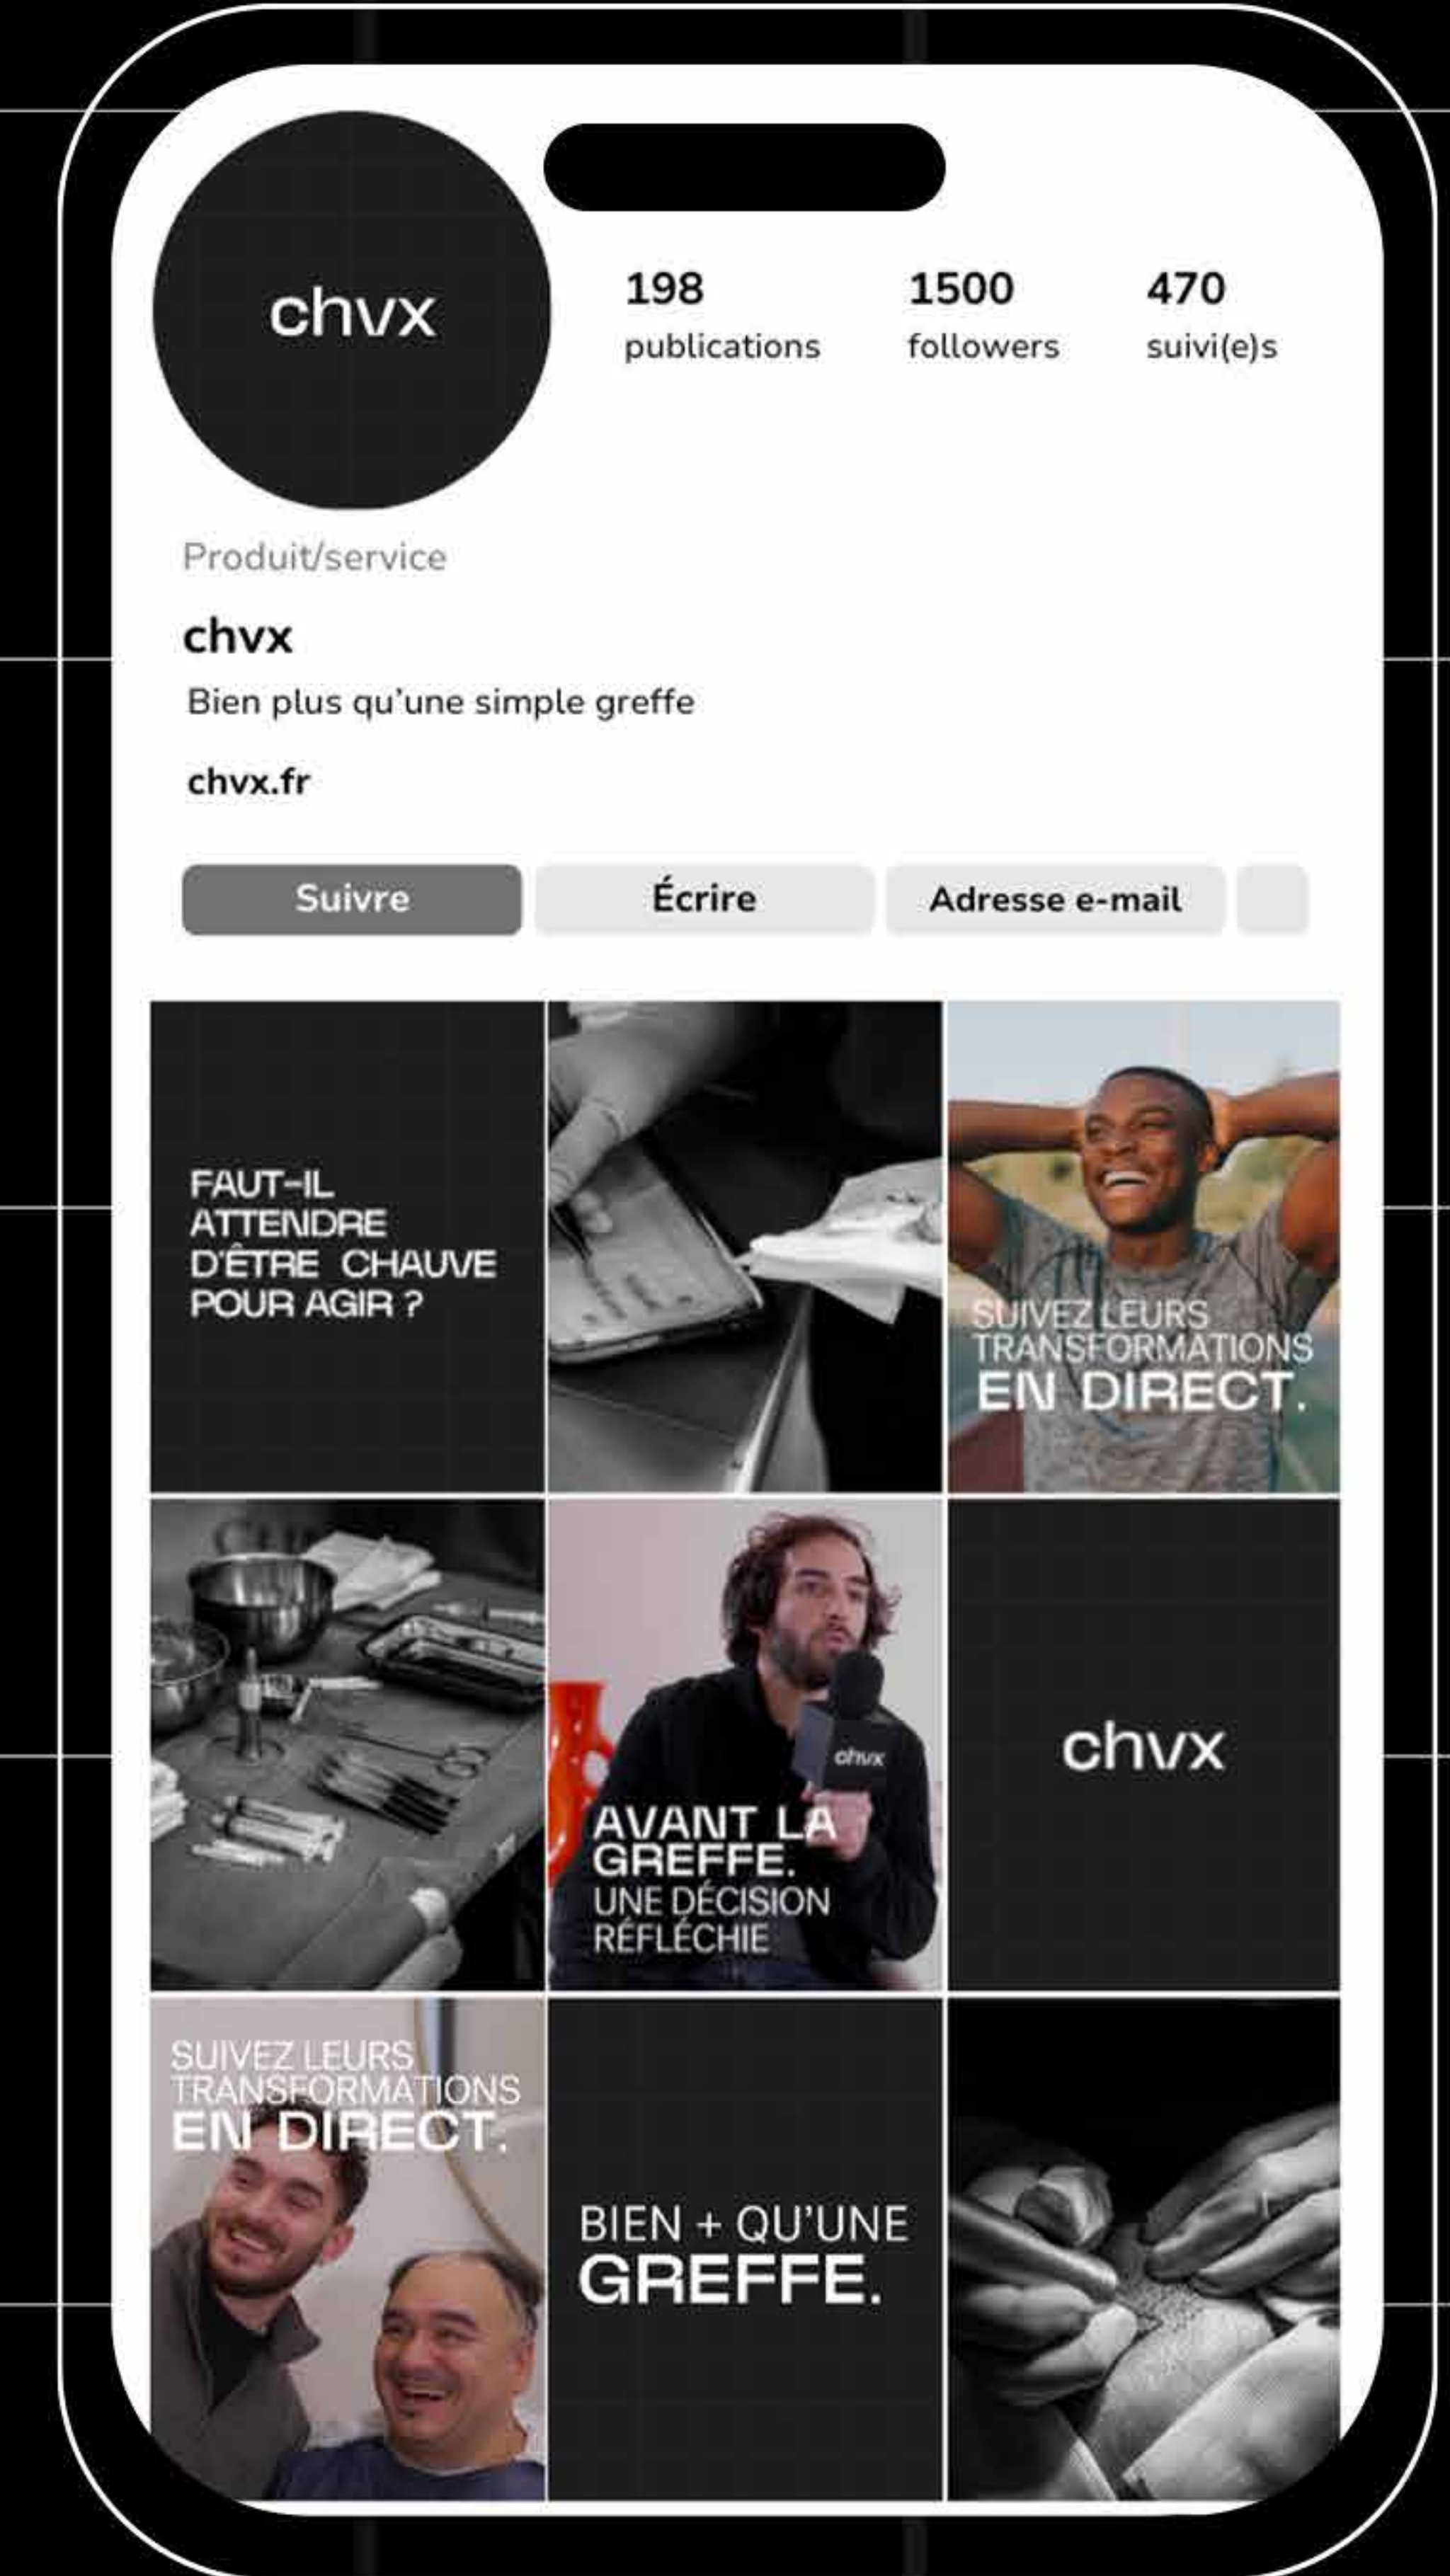 chvx
198
1500
470
publications
followers
suivi(e)s
Produit/service
chvx
Bien plus qu'une simple greffe
chvx.fr
Suivre
Écrire
Adresse e-mail
FAUT-IL
ATTENDRE
D'ÊTRE CHAUVE
POUR AGIR ?
SUIVEZ LEURS
TRANSFORMATIONS
EN DIRECT.
chvx
AVANT LA
GREFFE.
UNE DÉCISION
RÉFLÉCHIE
chvx
SUIVEZ LEURS
TRANSFORMATIONS
EN DIRECT.
BIEN + QU'UNE
GREFFE.